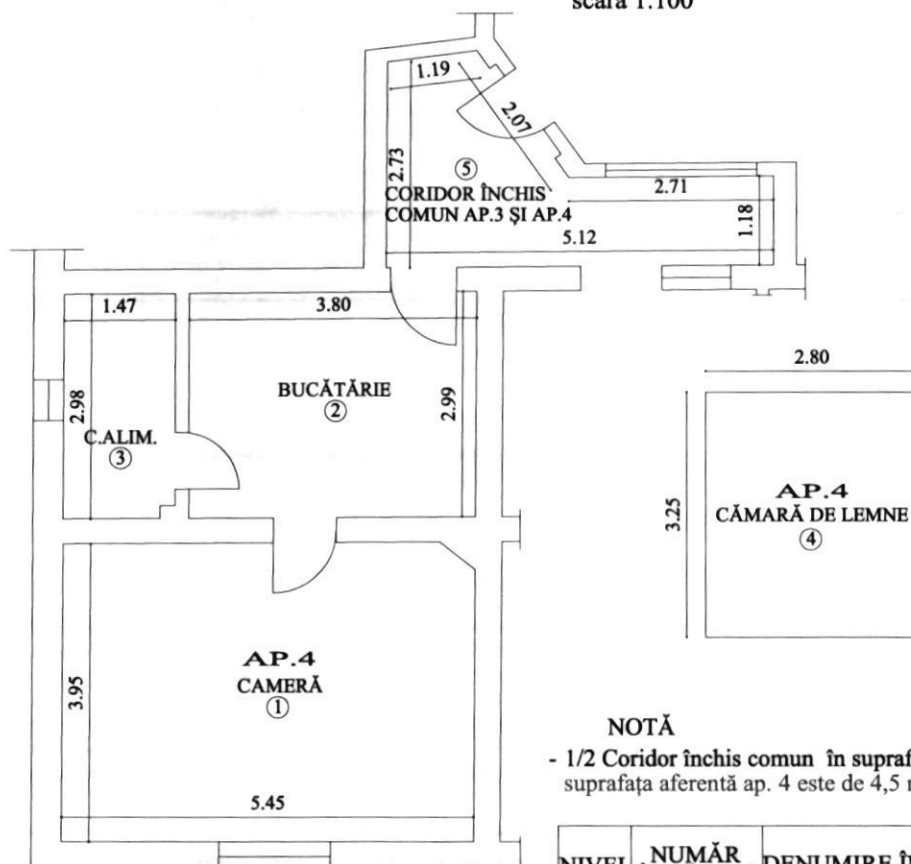 scara 1:100
1.19
2.07
2.73
5
CORIDOR ÎNCHIS
COMUN AP.3 ȘI AP.4
2.71
1.18
5.12
1.47
3.80
2.98
2.99
BUCĂTĂRIE
2
C.ALIM.
3
2.80
3.25
AP.4
CĂMARĂ DE LEMNE
4
AP.4
CAMERĂ
1
3.95
5.45
NOTĂ
- 1/2 Coridor închis comun în
suprafața aferentă ap. 4 este de 4,5
NIVEL NUMĂR DENUMIRE